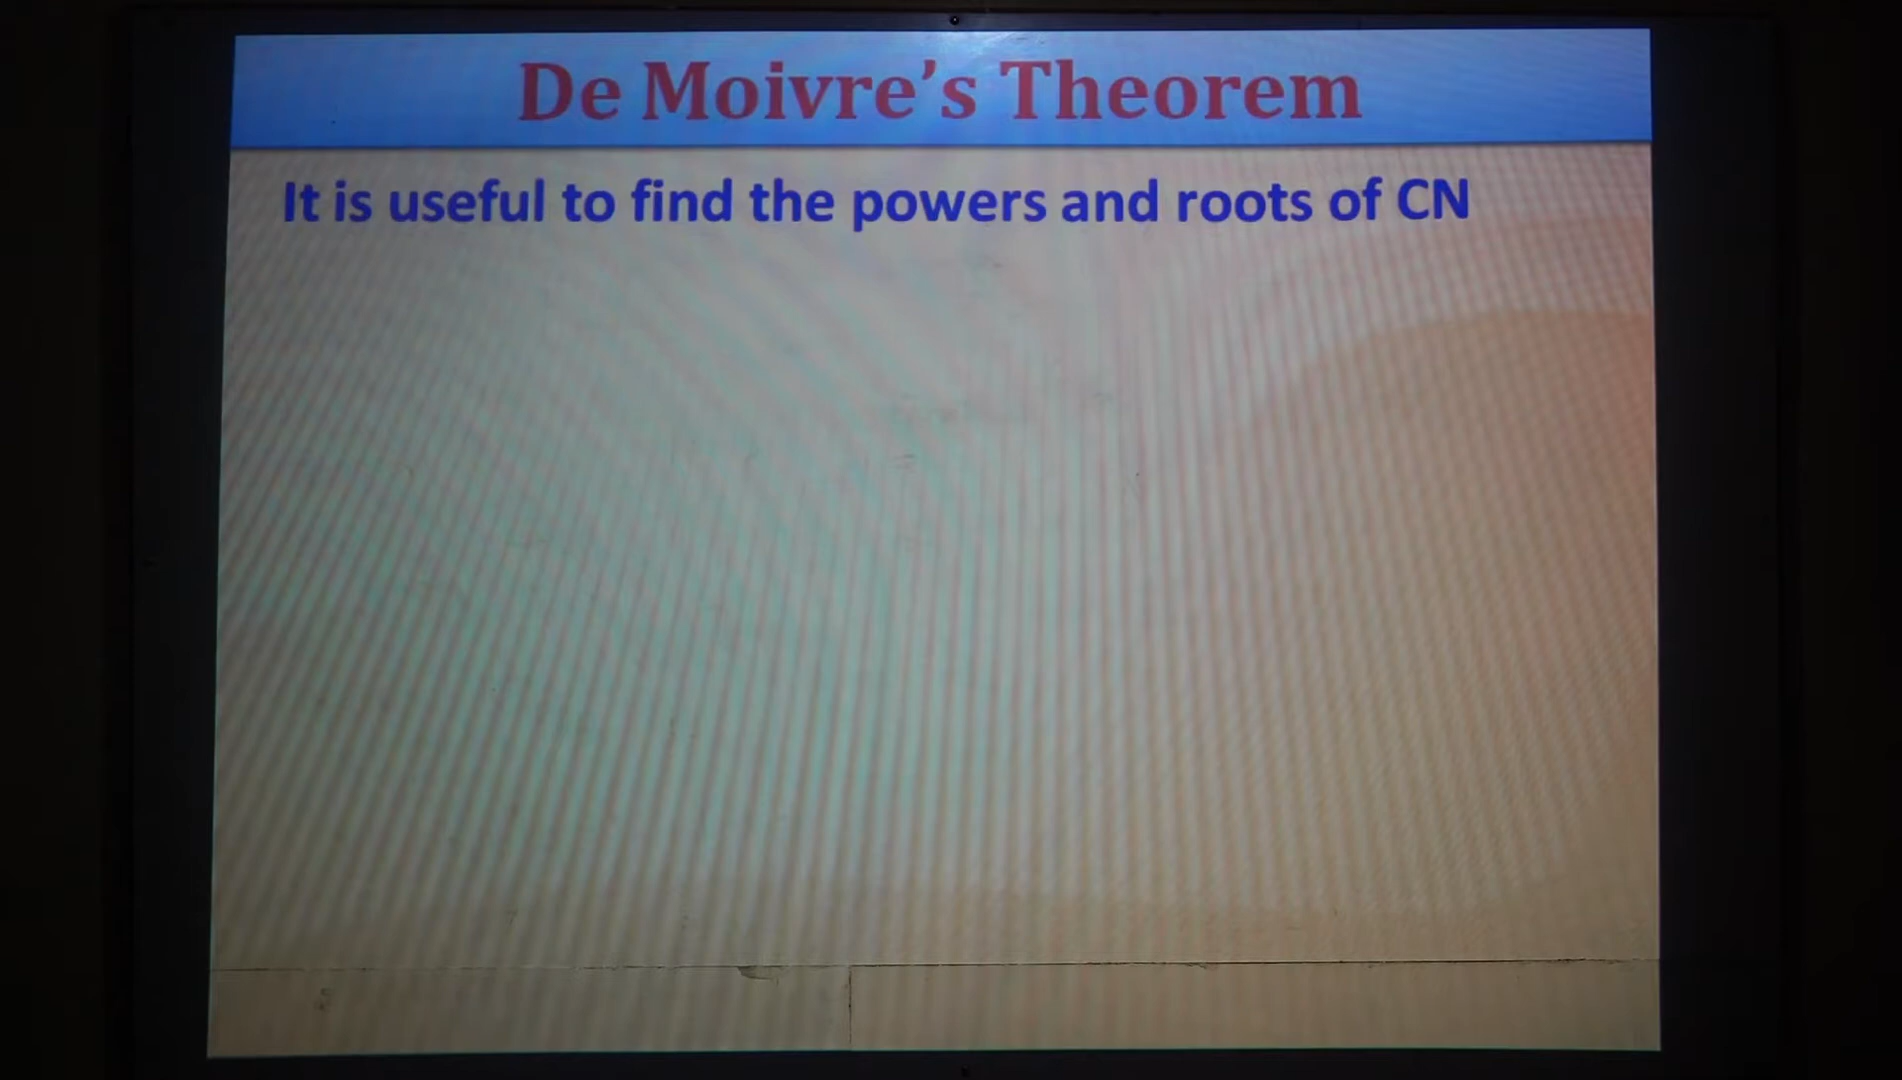 De Moivre’s Theorem
It is useful to find the powers and roots of CN